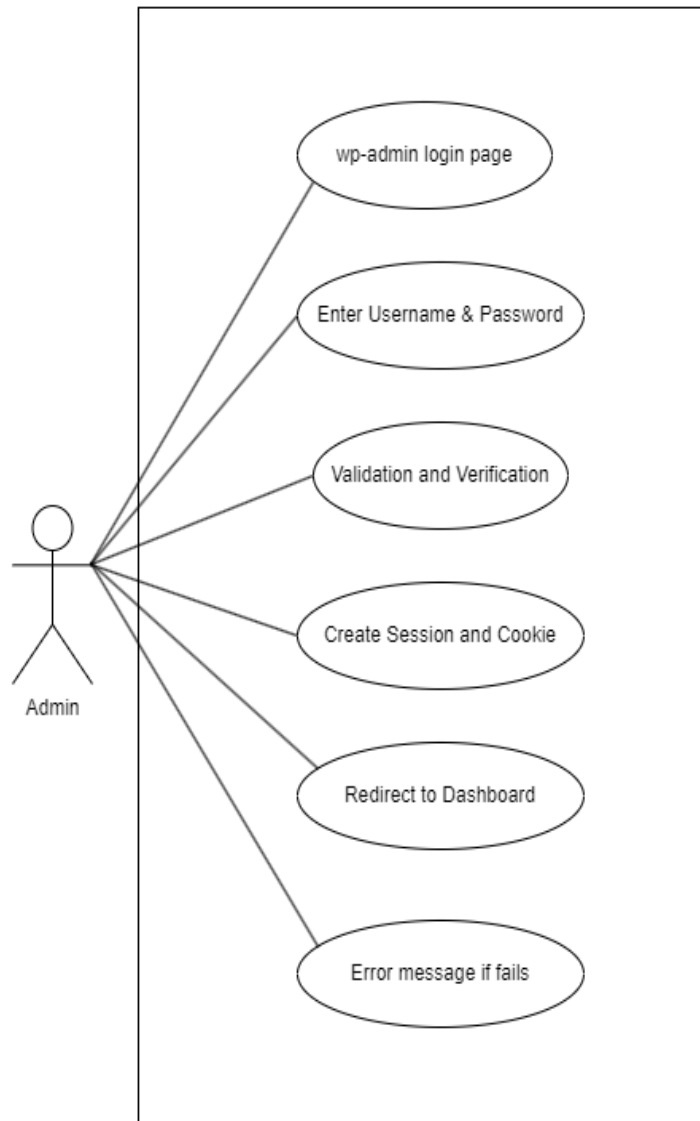 wp-admin login page
Enter Username & Password
Validation and Verification
Create Session and Cookie
Admin
Redirect to Dashboard
Error message if fails